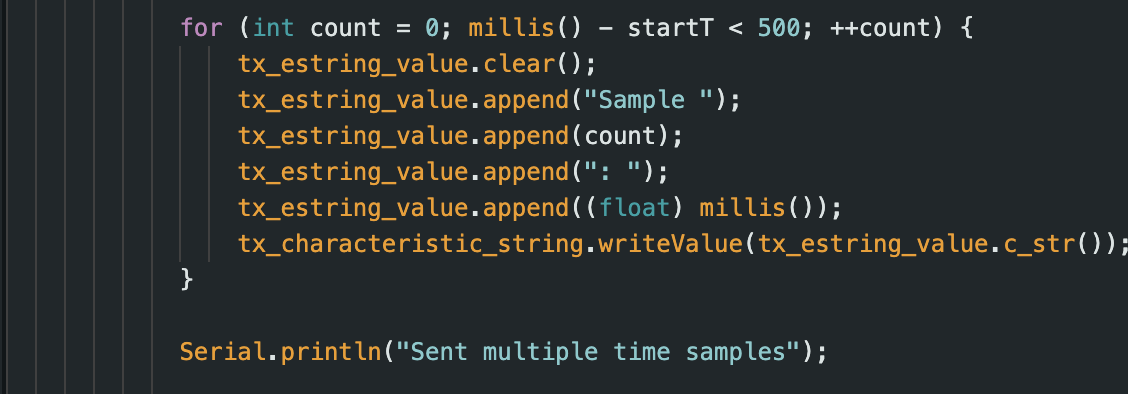 for (int count = 0; millis() - startT < 500; ++count) {
tx_estring_value.clear();
tx_estring_value.append("Sample ");
tx_estring_value.append(count);
tx_estring_value.append(": ");
tx_estring_value.append((float) millis());
tx_characteristic_string.writeValue(tx_estring_value.c_str());
}
Serial.println("Sent multiple time samples");